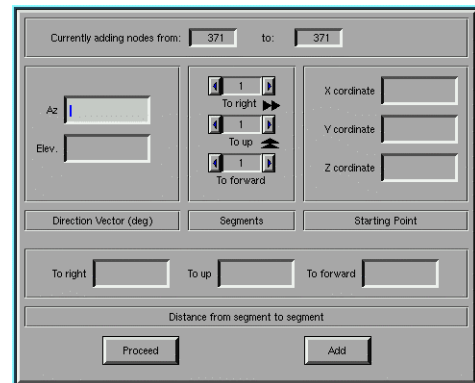 Currently adding nodes from: 371 to: 371
Az
Elev.
1
To right
1
To up
1
To forward
X cordinate
Y cordinate
Z cordinate
Direction Vector (deg)
Segments
Starting Point
To right To up To forward
Distance from segment to segment
Proceed Add